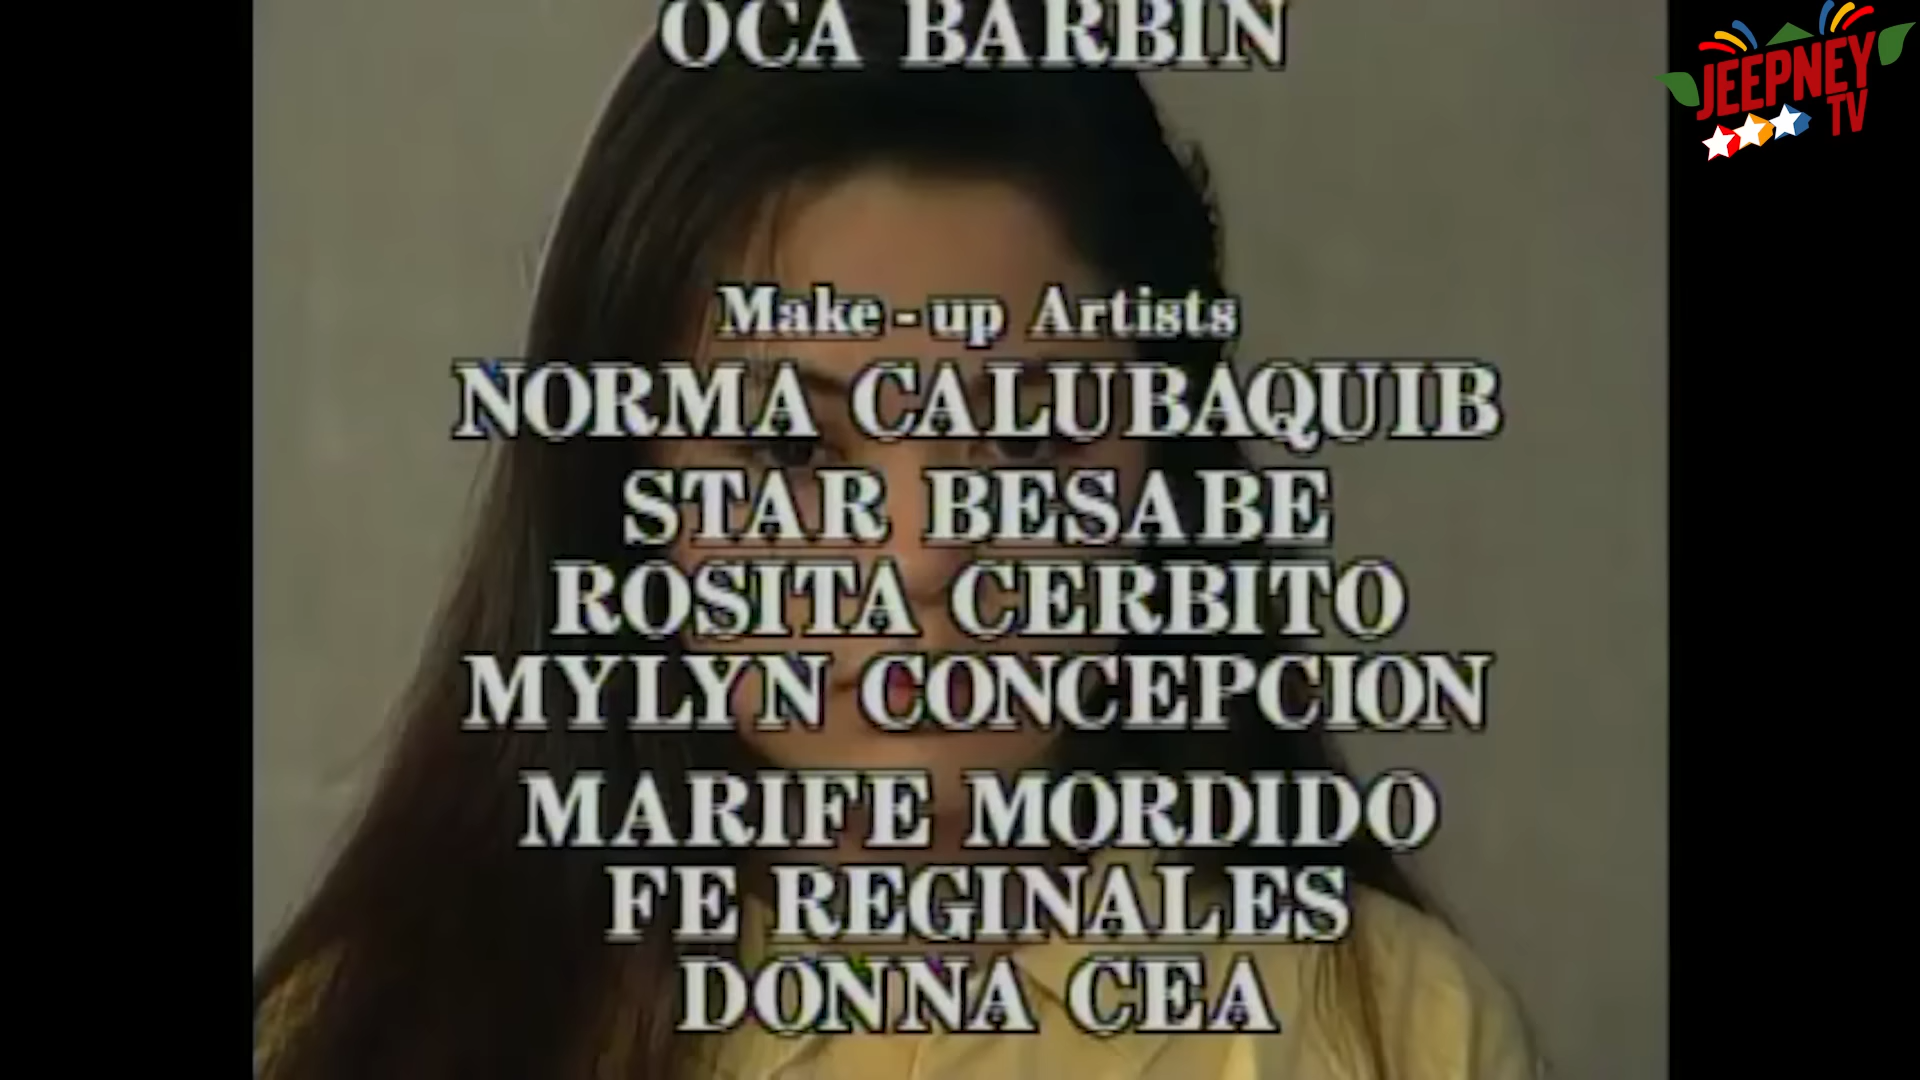 OCA BARBIN
JEEPNEY
TV
Make-up Artists
NORMA CALUBAQUIB
STAR BESABE
ROSITA CERBITO
MYLYN CONCEPCION
MARIFE MORDIDO
FE REGINALES
DONNA CEA